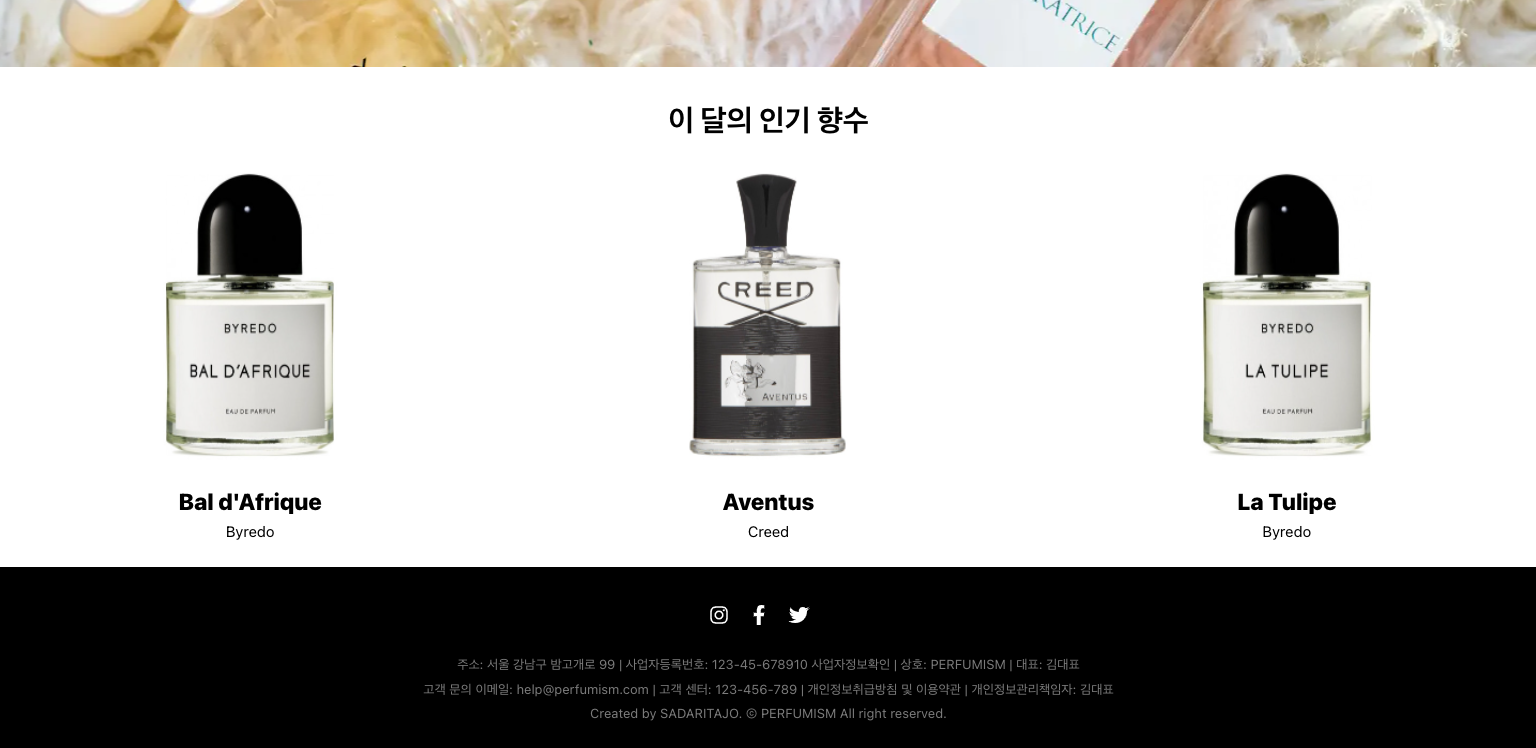 RATRICE
이 달의 인기 향수
BYREDO
BAL D'AFRIQUE
EAU DE PARFUM
CREED
AVENTUS
BYREDO
LA TULIPE
EAU DE PARFUM
Bal d'Afrique
Byredo
Aventus
Creed
La Tulipe
Byredo
주소: 서울 강남구 밤고개로 99 | 사업자등록번호: 123-45-678910 사업자정보확인 | 상호: PERFUMISM | 대표: 김대표
고객 문의 이메일: help@perfumism.com | 고객 센터: 123-456-789 | 개인정보취급방침 및 이용약관 | 개인정보관리책임자: 김대표
Created by SADARITAJO. © PERFUMISM All right reserved.